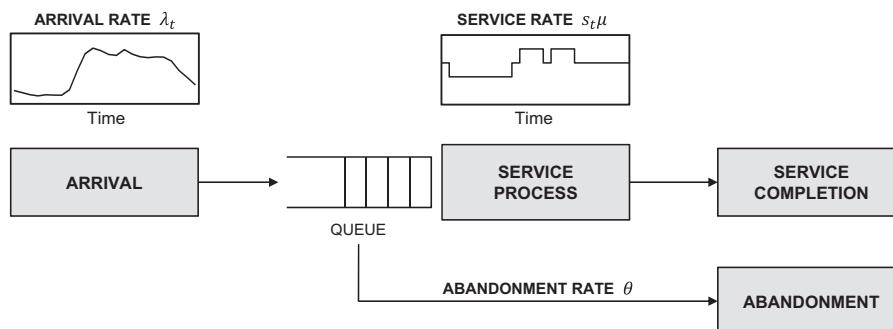 ARRIVAL RATE λt
SERVICE RATE stμ
Time
Time
ARRIVAL
SERVICE
PROCESS
SERVICE
COMPLETION
QUEUE
ABANDONMENT RATE θ
ABANDONMENT